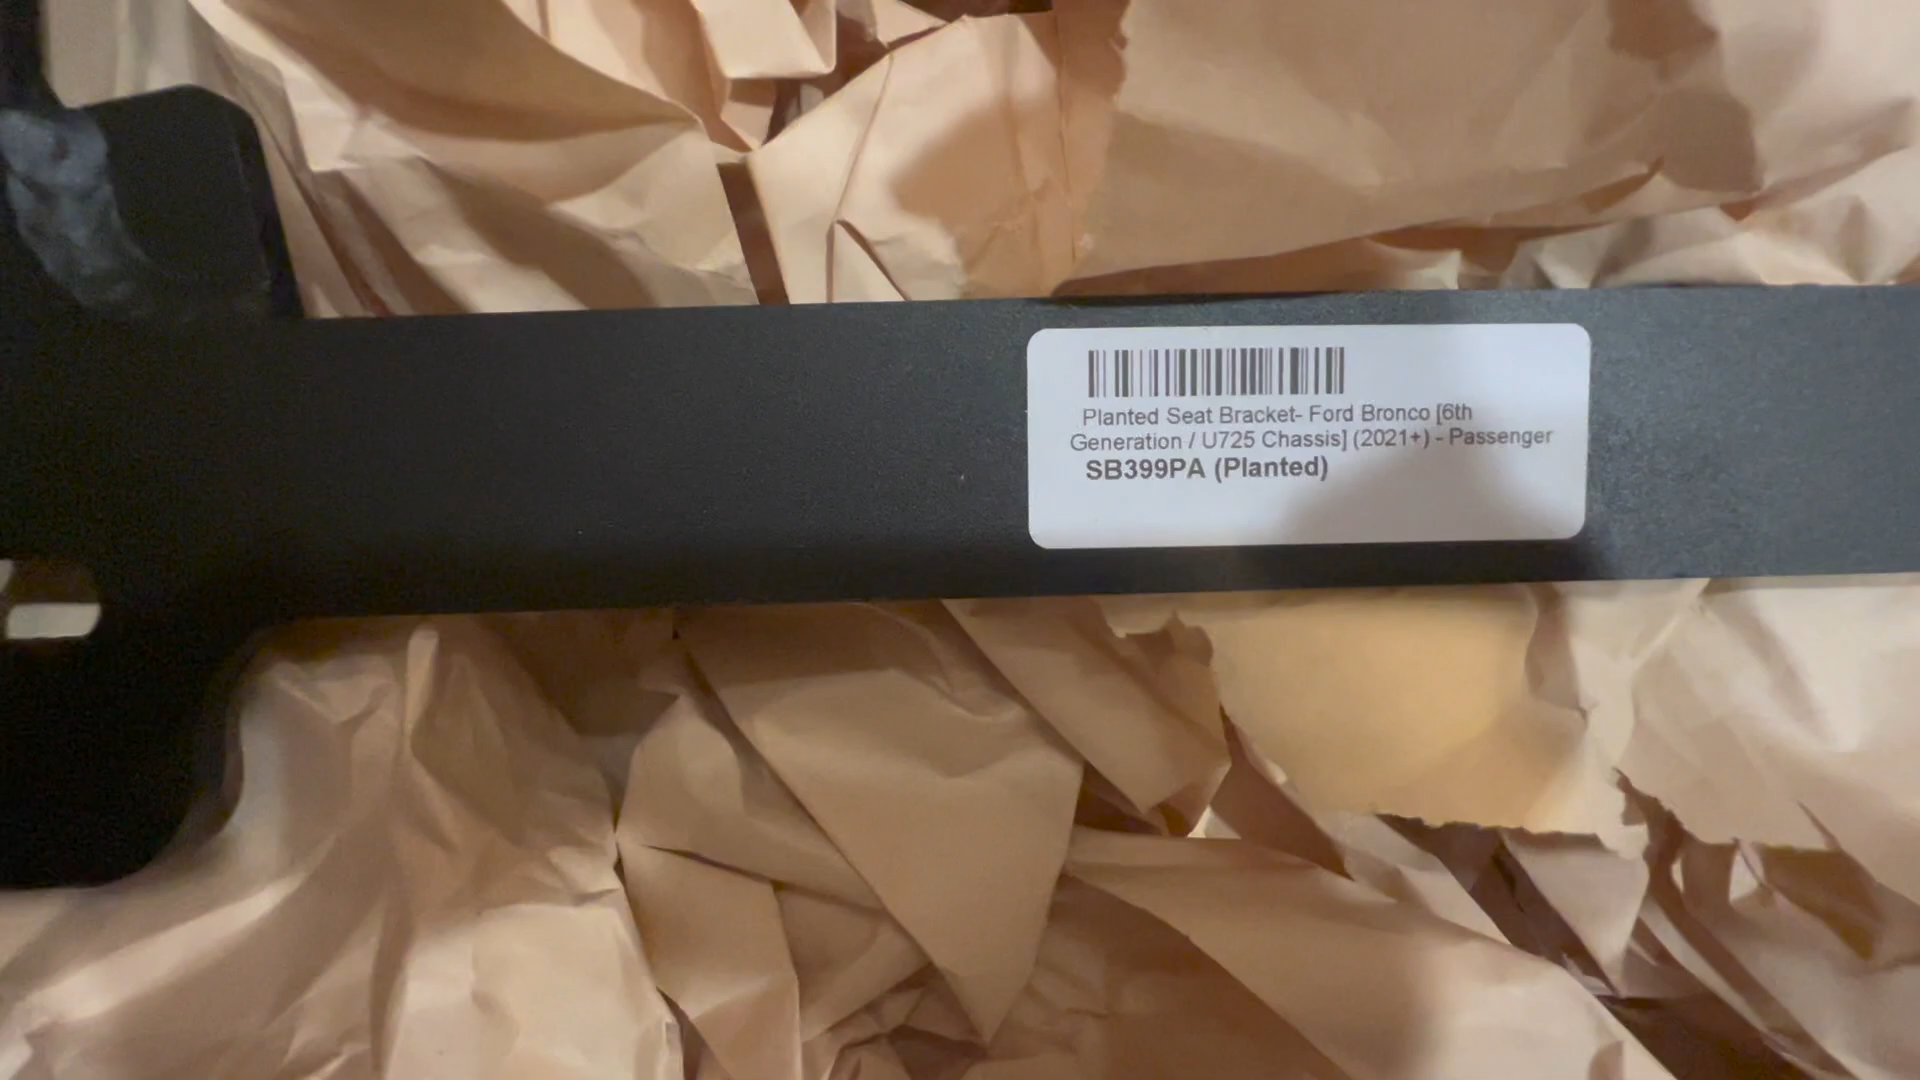 Planted Seat Bracket- Ford Bronco [6th
Generation / U725 Chassis] (2021+) - Passenger
SB399PA (Planted)